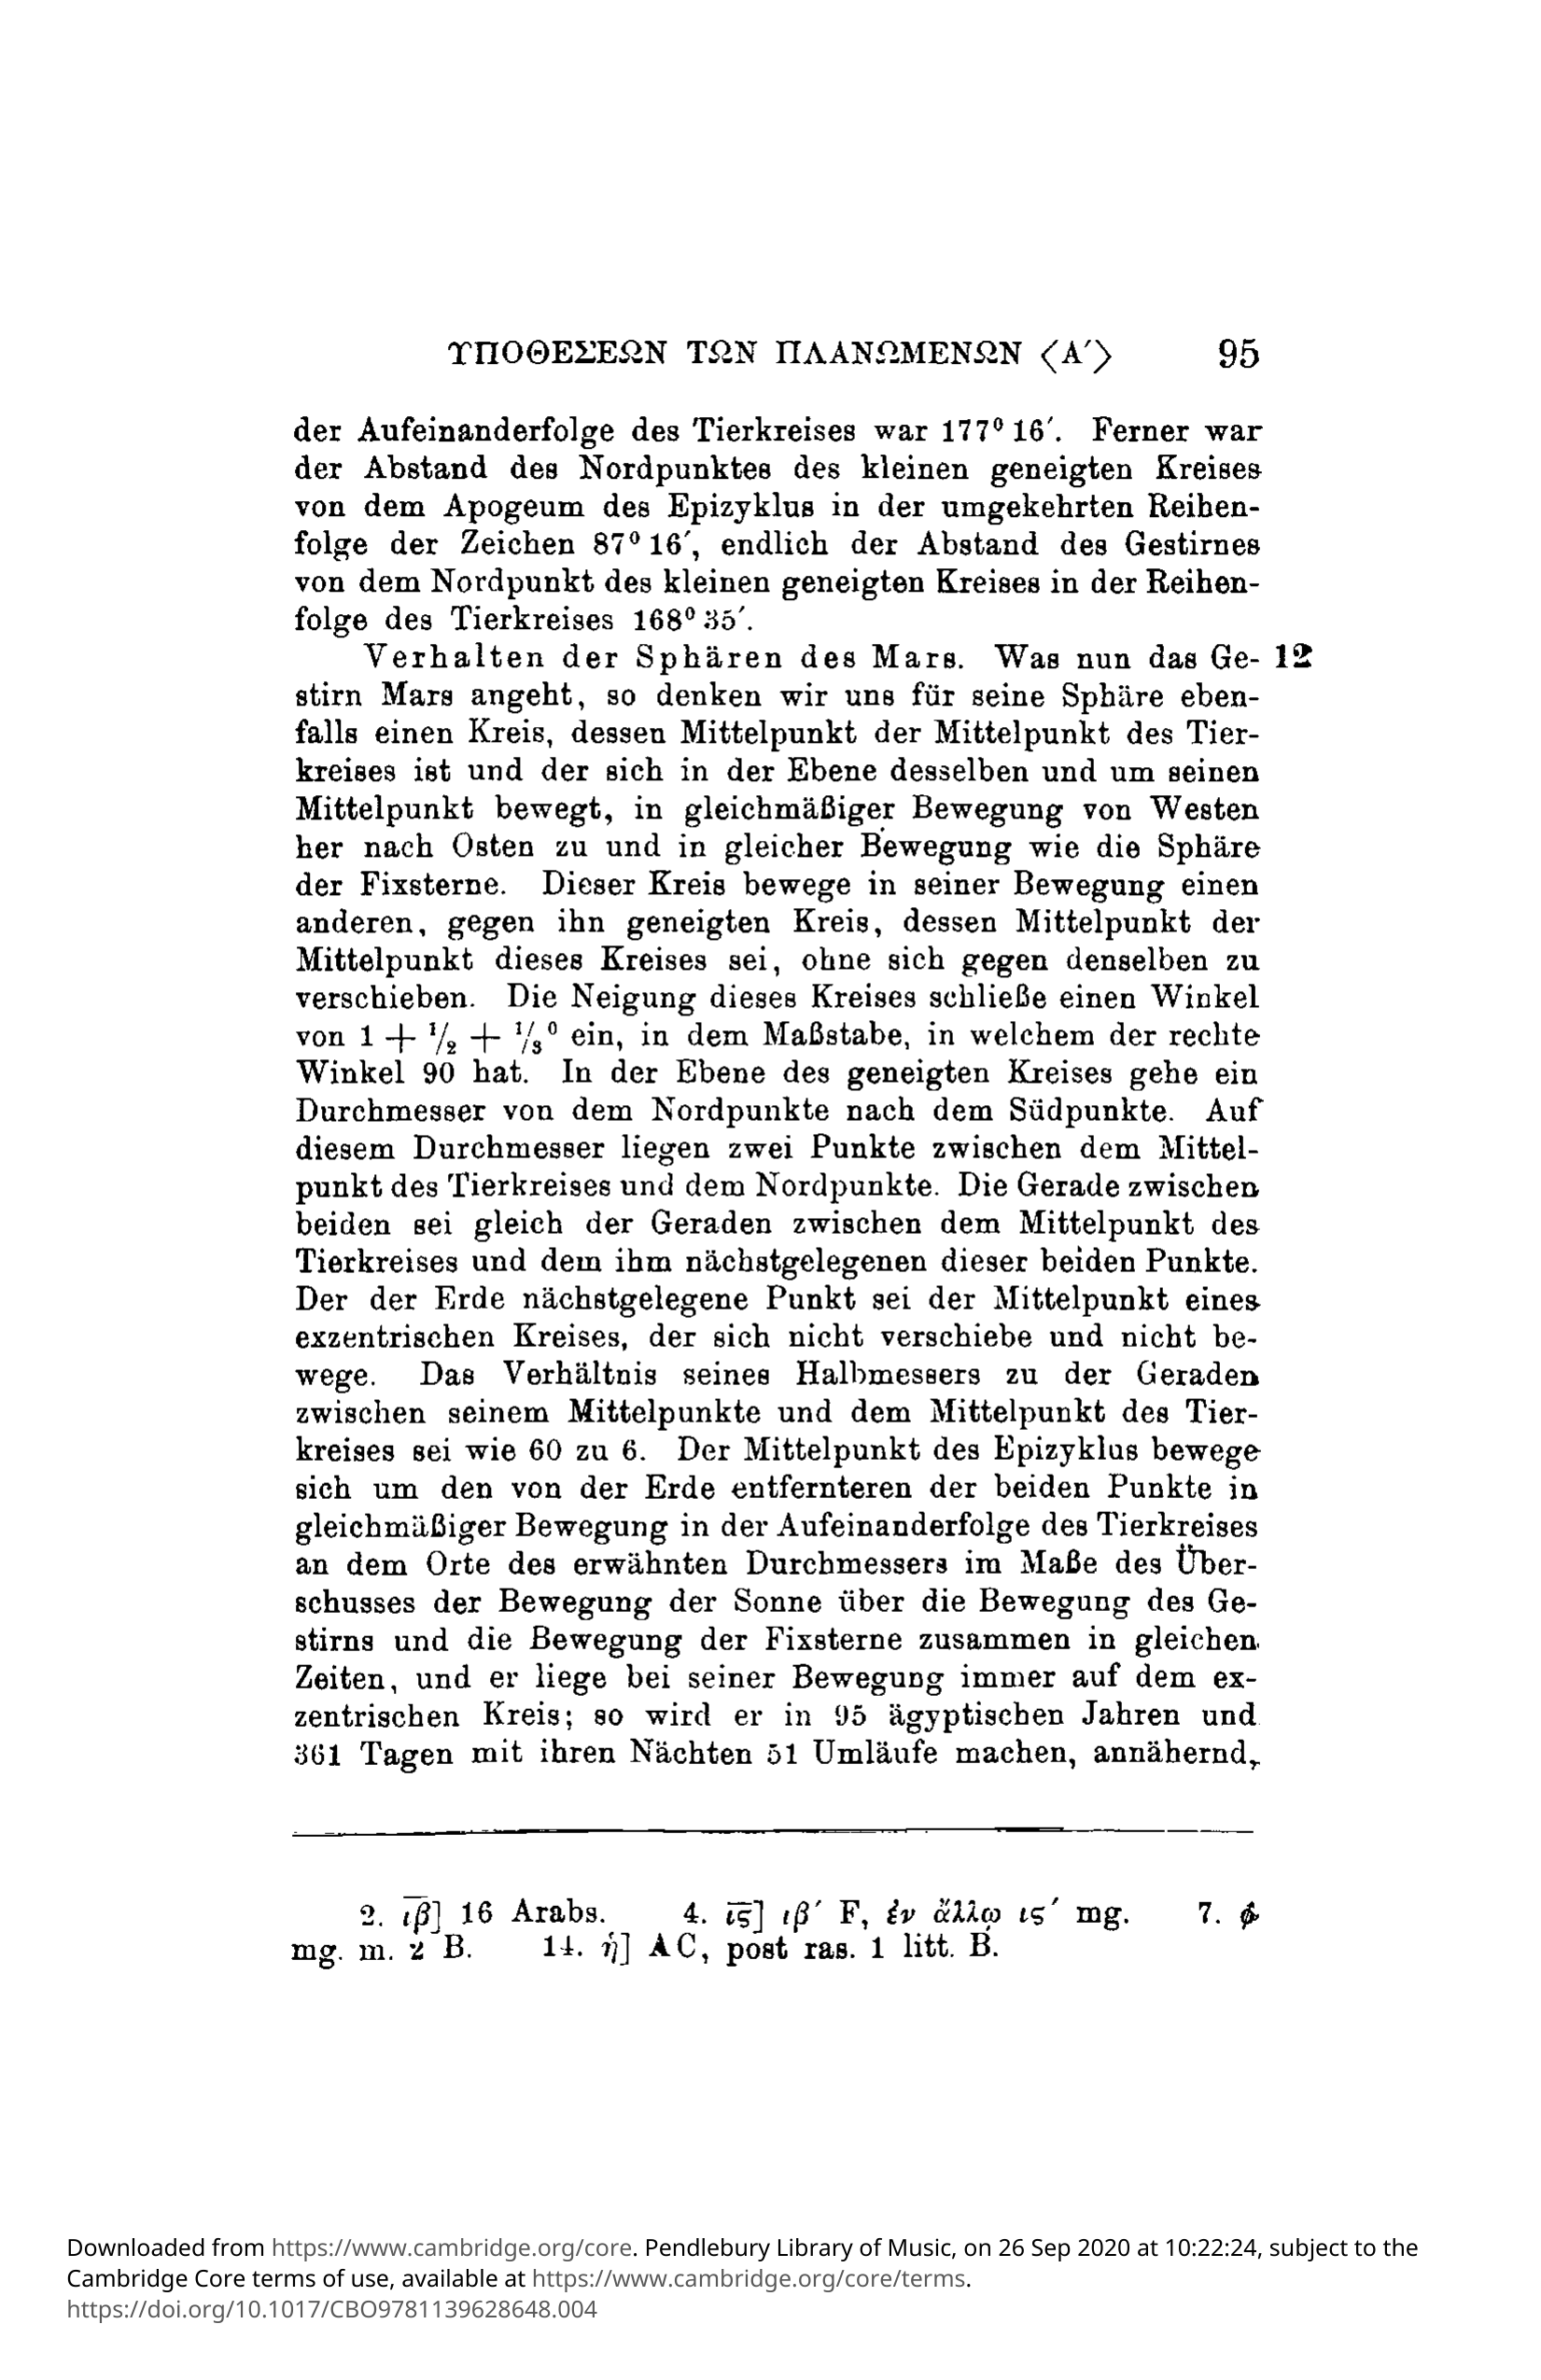 ΥΠΟΘΕΣΕΩΝ ΤΩΝ ΠΛΑΝΩΜΕΝΩΝ ⟨Α′⟩ 95
der Aufeinanderfolge des Tierkreises war 177⁰ 16′. Ferner war
der Abstand des Nordpunktes des kleinen geneigten Kreises
von dem Apogeum des Epizyklus in der umgekehrten Reihen-
folge der Zeichen 87⁰ 16′, endlich der Abstand des Gestirnes
von dem Nordpunkt des kleinen geneigten Kreises in der Reihen-
folge des Tierkreises 168⁰ 35′.
Verhalten der Sphären des Mars. Was nun das Ge- 12
stirn Mars angeht, so denken wir uns für seine Sphäre eben-
falls einen Kreis, dessen Mittelpunkt der Mittelpunkt des Tier-
kreises ist und der sich in der Ebene desselben und um seinen
Mittelpunkt bewegt, in gleichmäßiger Bewegung von Westen
her nach Osten zu und in gleicher Bewegung wie die Sphäre
der Fixsterne. Dieser Kreis bewege in seiner Bewegung einen
anderen, gegen ihn geneigten Kreis, dessen Mittelpunkt der
Mittelpunkt dieses Kreises sei, ohne sich gegen denselben zu
verschieben. Die Neigung dieses Kreises schließe einen Winkel
von 1 + 1/2 + 1/3⁰ ein, in dem Maßstabe, in welchem der rechte
Winkel 90 hat. In der Ebene des geneigten Kreises gehe ein
Durchmesser von dem Nordpunkte nach dem Südpunkte. Auf
diesem Durchmesser liegen zwei Punkte zwischen dem Mittel-
punkt des Tierkreises und dem Nordpunkte. Die Gerade zwischen
beiden sei gleich der Geraden zwischen dem Mittelpunkt des
Tierkreises und dem ihm nächstgelegenen dieser beiden Punkte.
Der der Erde nächstgelegene Punkt sei der Mittelpunkt eines
exzentrischen Kreises, der sich nicht verschiebe und nicht be-
wege. Das Verhältnis seines Halbmessers zu der Geraden
zwischen seinem Mittelpunkte und dem Mittelpunkt des Tier-
kreises sei wie 60 zu 6. Der Mittelpunkt des Epizyklus bewege
sich um den von der Erde entfernteren der beiden Punkte in
gleichmäßiger Bewegung in der Aufeinanderfolge des Tierkreises
an dem Orte des erwähnten Durchmessers im Maße des Über-
schusses der Bewegung der Sonne über die Bewegung des Ge-
stirns und die Bewegung der Fixsterne zusammen in gleichen
Zeiten, und er liege bei seiner Bewegung immer auf dem ex-
zentrischen Kreis; so wird er in 95 ägyptischen Jahren und
361 Tagen mit ihren Nächten 51 Umläufe machen, annähernd,
2. ι̅β̅] 16 Arabs. 4. ι̅ϛ̅] ιβ′ F, ἐν ἄλλῳ ιϛ′ mg. 7.
mg. m. 2 B. 14. ἡ] AC, post ras. 1 litt. B.
Downloaded from https://www.cambridge.org/core. Pendlebury Library of Music, on 26 Sep 2020 at 10:22:24, subject to the
Cambridge Core terms of use, available at https://www.cambridge.org/core/terms.
https://doi.org/10.1017/CBO9781139628648.004